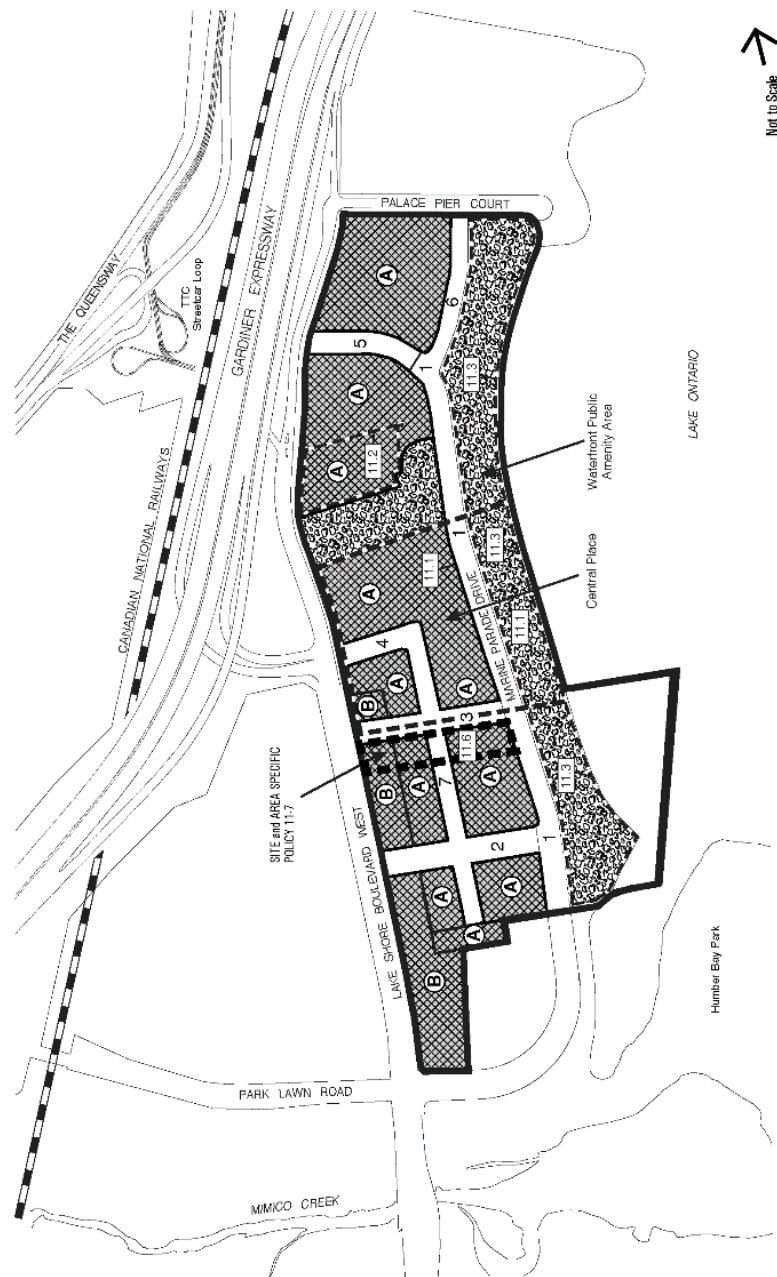 Not to Scale
PALACE PIER COURT
THE QUEENSWAY
TTC
Streetcar Loop
GARDINER EXPRESSWAY
CANADIAN NATIONAL RAILWAYS
A
5
6
1
11.3
A
A
11.2
LAKE ONTARIO
Waterfront Public
Amenity Area
1
11.3
11.1
A
Central Place
MARINE PARADE DRIVE
11.1
4
B
A
A
3
11.6
SITE and AREA SPECIFIC
POLICY 11-7
B
A
7
A
11.3
LAKE SHORE BOULEVARD WEST
2
1
A
A
A
B
Humber Bay Park
PARK LAWN ROAD
MIMICO CREEK